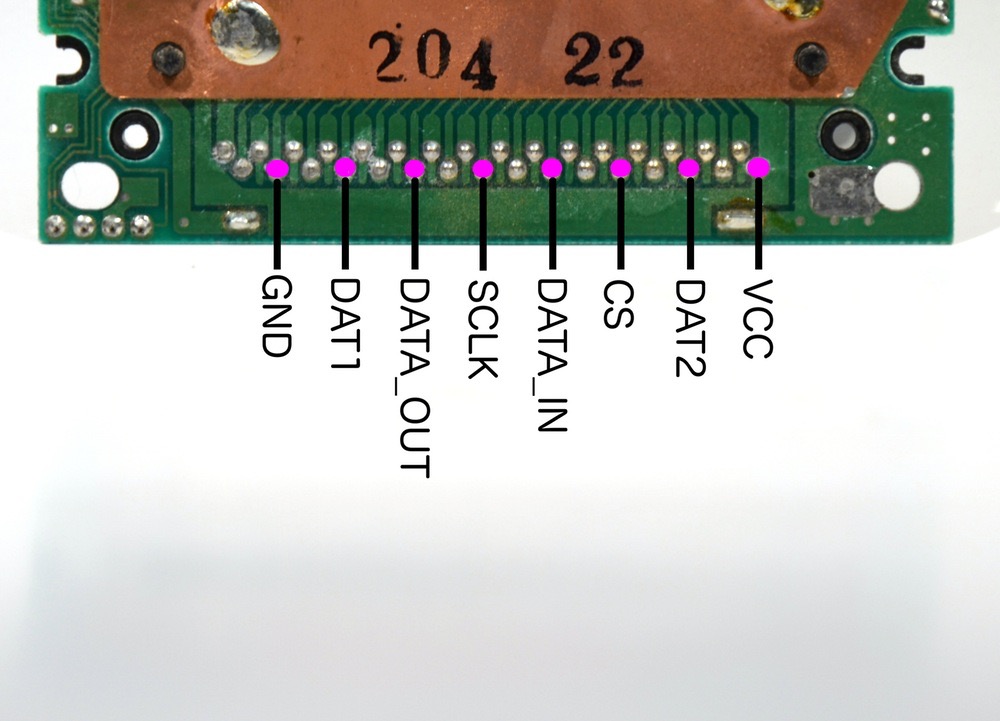 204 22
GND
DAT1
DATA_OUT
SCLK
DATA_IN
CS
DAT2
VCC